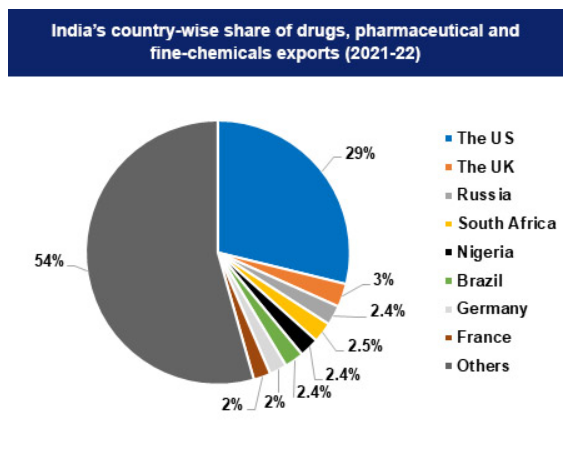 India's country-wise share of drugs, pharmaceutical and
fine-chemicals exports (2021-22)
29%
3%
2.4%
2.5%
2.4%
2.4%
2%
2%
54%
The US
The UK
Russia
South Africa
Nigeria
Brazil
Germany
France
Others